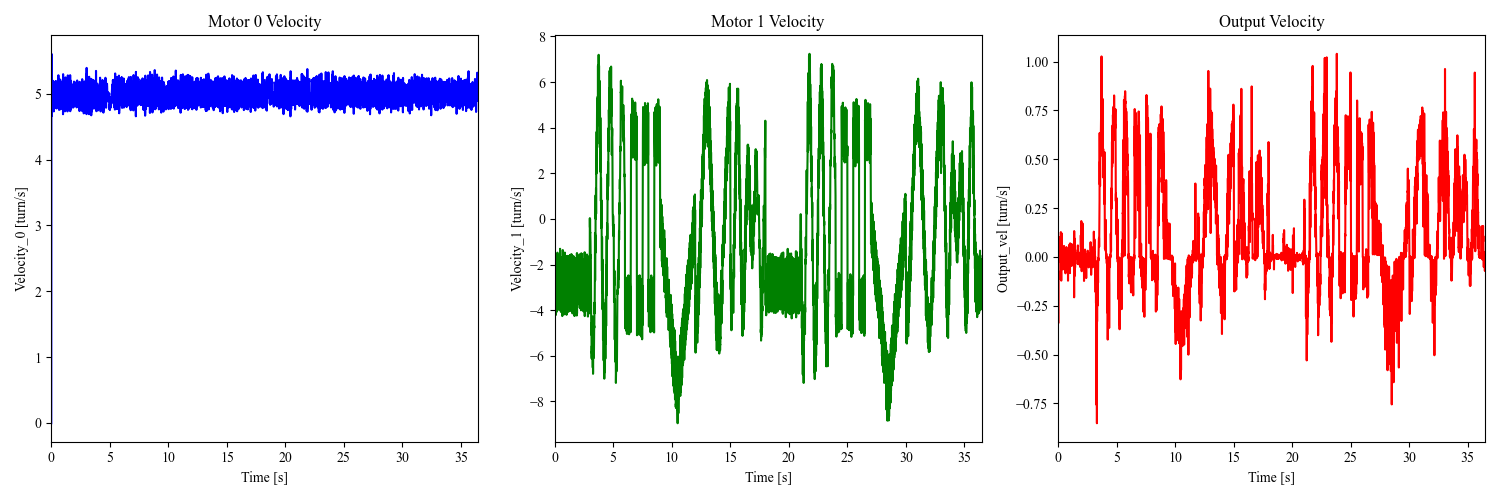 Motor 0 Velocity
Velocity_0 [turn/s]
5
4
3
2
1
0
0 5 10 15 20 25 30 35
Time [s]
Motor 1 Velocity
Velocity_1 [turn/s]
8
6
4
2
0
−2
−4
−6
−8
0 5 10 15 20 25 30 35
Time [s]
Output Velocity
Output_vel [turn/s]
1.00
0.75
0.50
0.25
0.00
−0.25
−0.50
−0.75
0 5 10 15 20 25 30 35
Time [s]